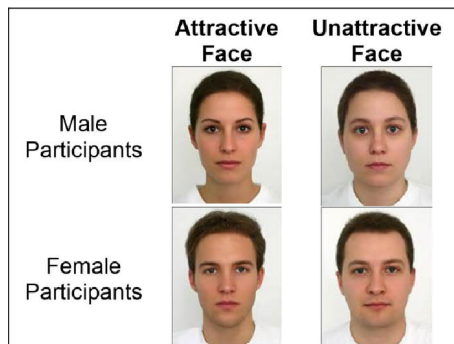 Attractive
Face
Unattractive
Face
Male
Participants
Female
Participants